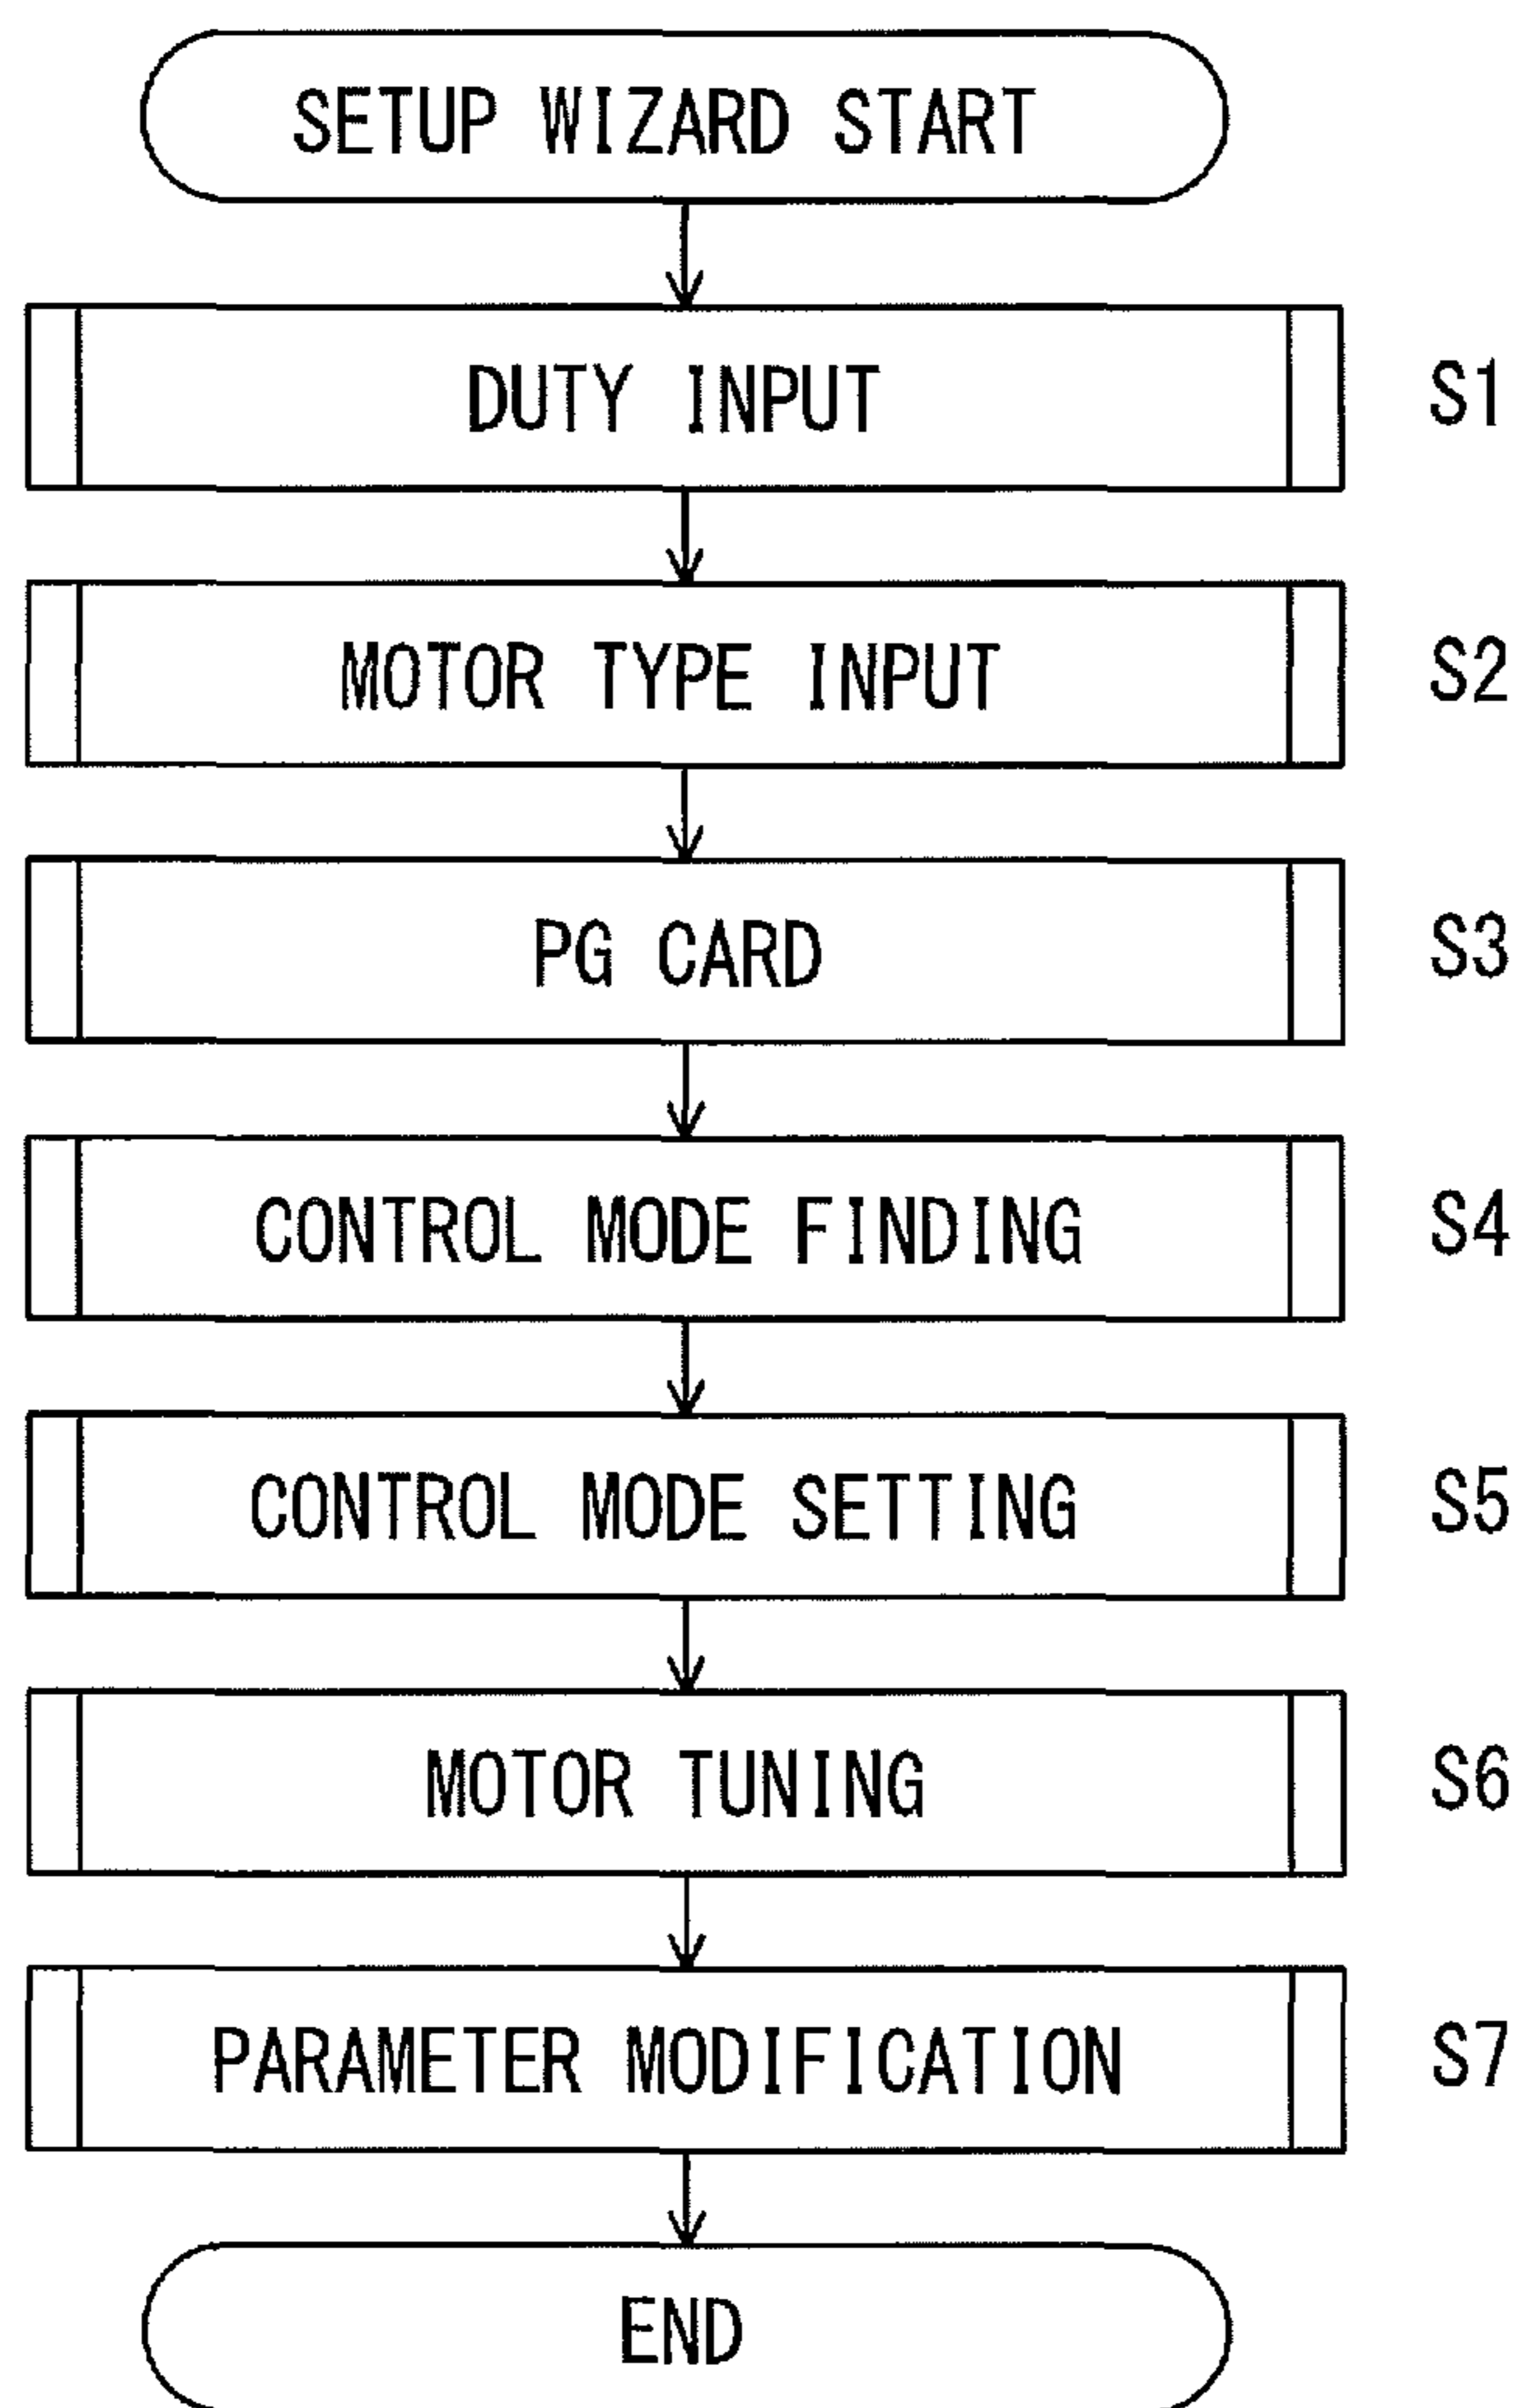 SETUP WIZARD START
DUTY INPUT S1
MOTOR TYPE INPUT S2
PG CARD S3
CONTROL MODE FINDING S4
CONTROL MODE SETTING S5
MOTOR TUNING S6
PARAMETER MODIFICATION S7
END